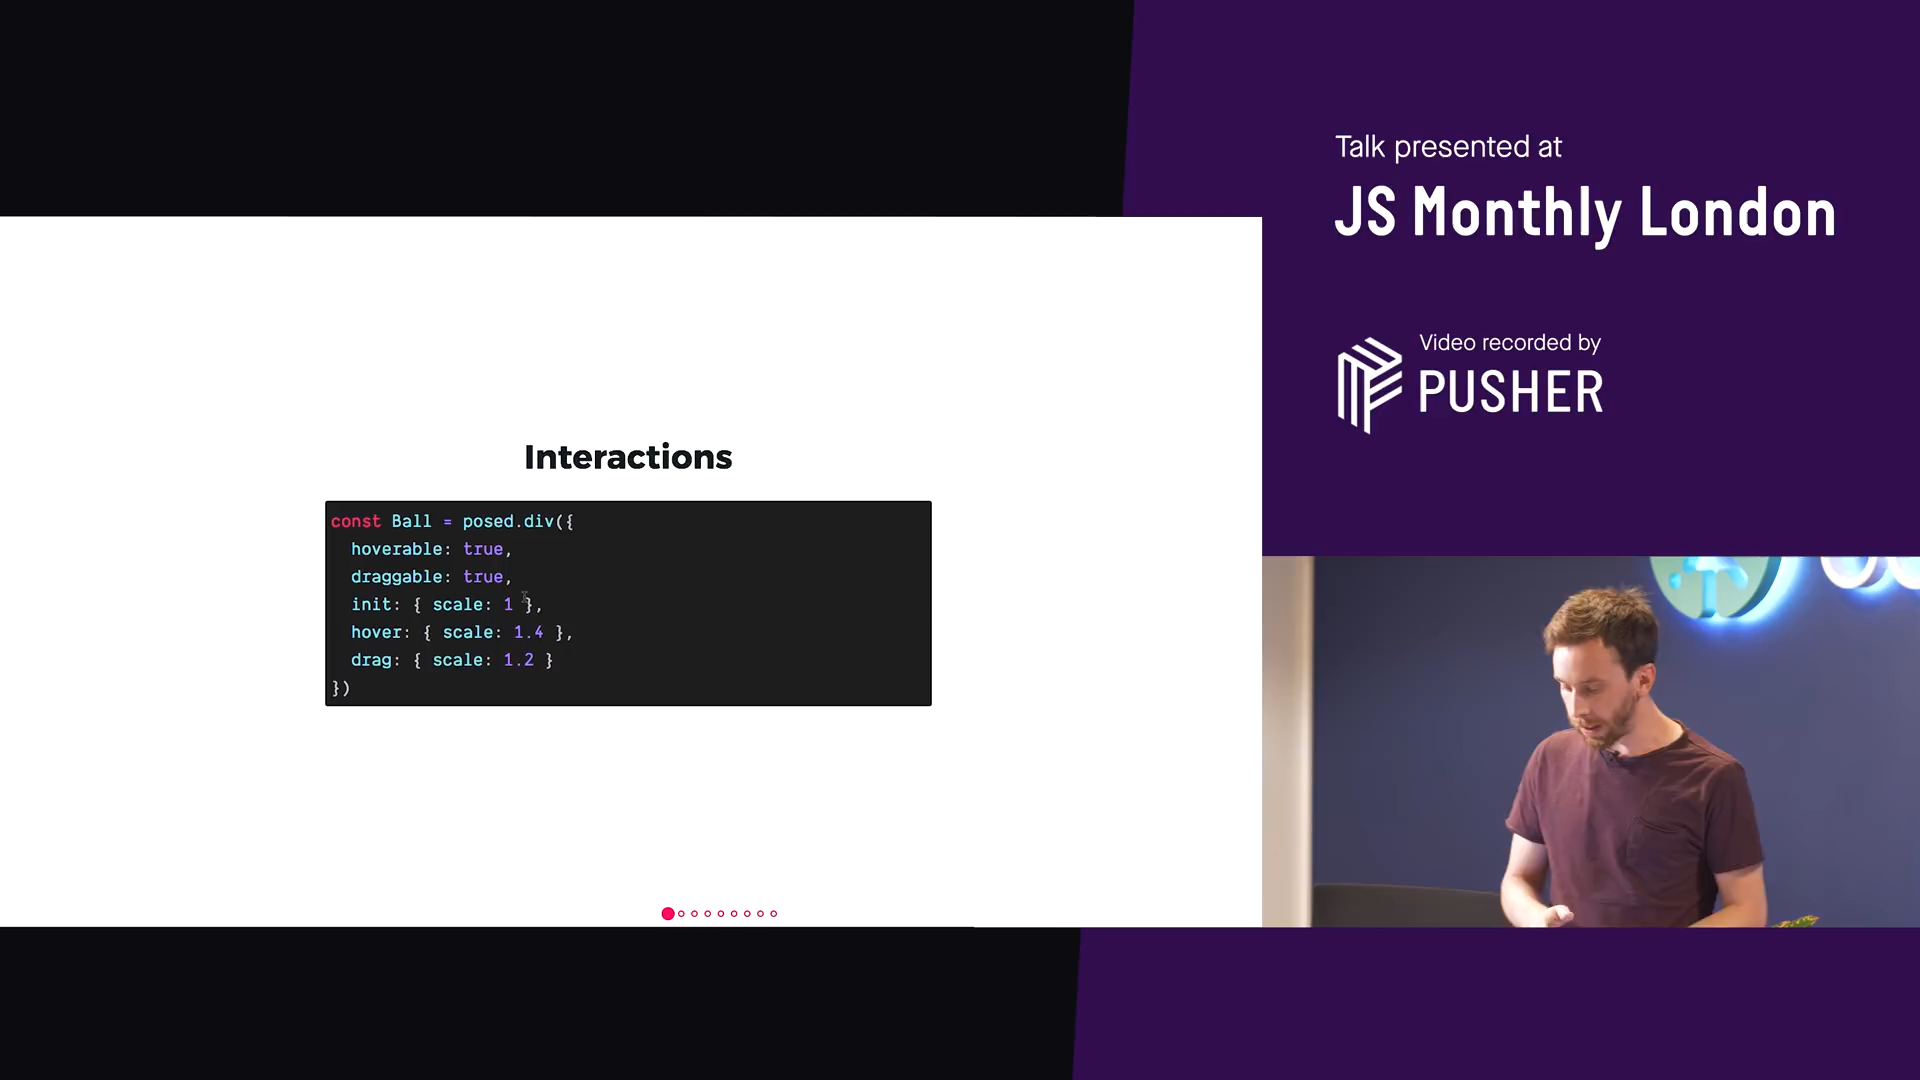 Talk presented at
JS Monthly London
Video recorded by
PUSHER
Interactions
const Ball = posed.div({
  hoverable: true,
  draggable: true,
  init: { scale: 1 },
  hover: { scale: 1.4 },
  drag: { scale: 1.2 }
})